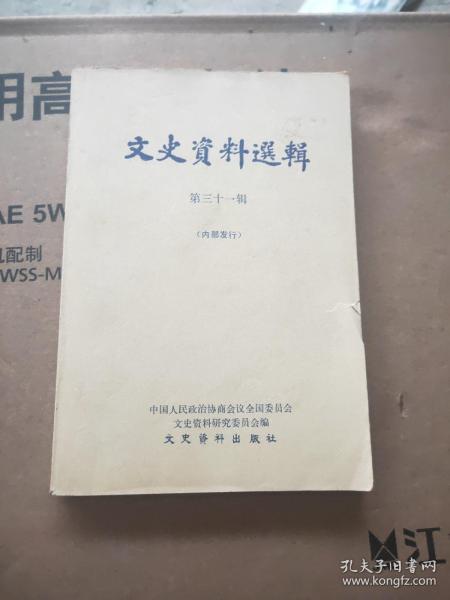 用高
AE 5W
配制
WSS-M
文史資料選輯
第三十一辑
（内部发行）
中国人民政治协商会议全国委员会
文史资料研究委员会编
文史资料出版社
江
孔夫子旧书网
www.kongfz.com